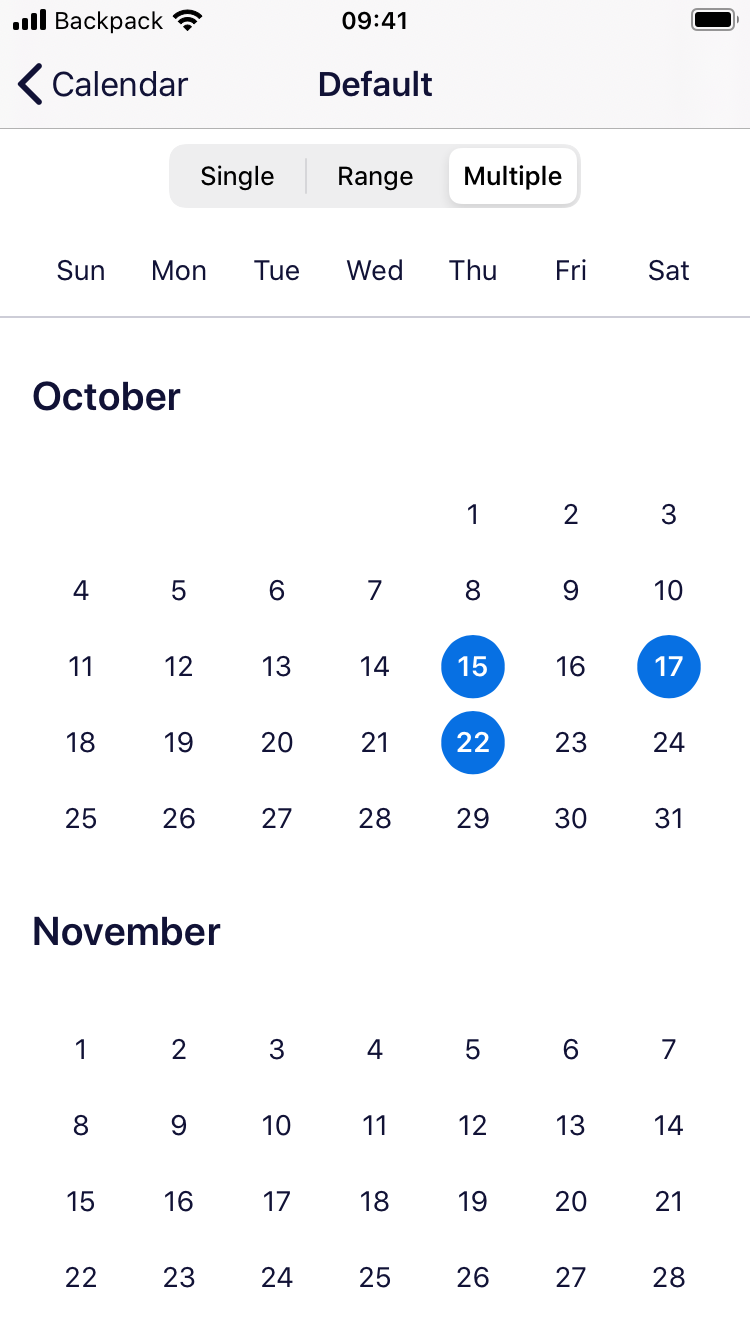 Backpack 09:41
Calendar Default
Single Range Multiple
Sun Mon Tue Wed Thu Fri Sat
October
1 2 3
4 5 6 7 8 9 10
11 12 13 14 15 16 17
18 19 20 21 22 23 24
25 26 27 28 29 30 31
November
1 2 3 4 5 6 7
8 9 10 11 12 13 14
15 16 17 18 19 20 21
22 23 24 25 26 27 28